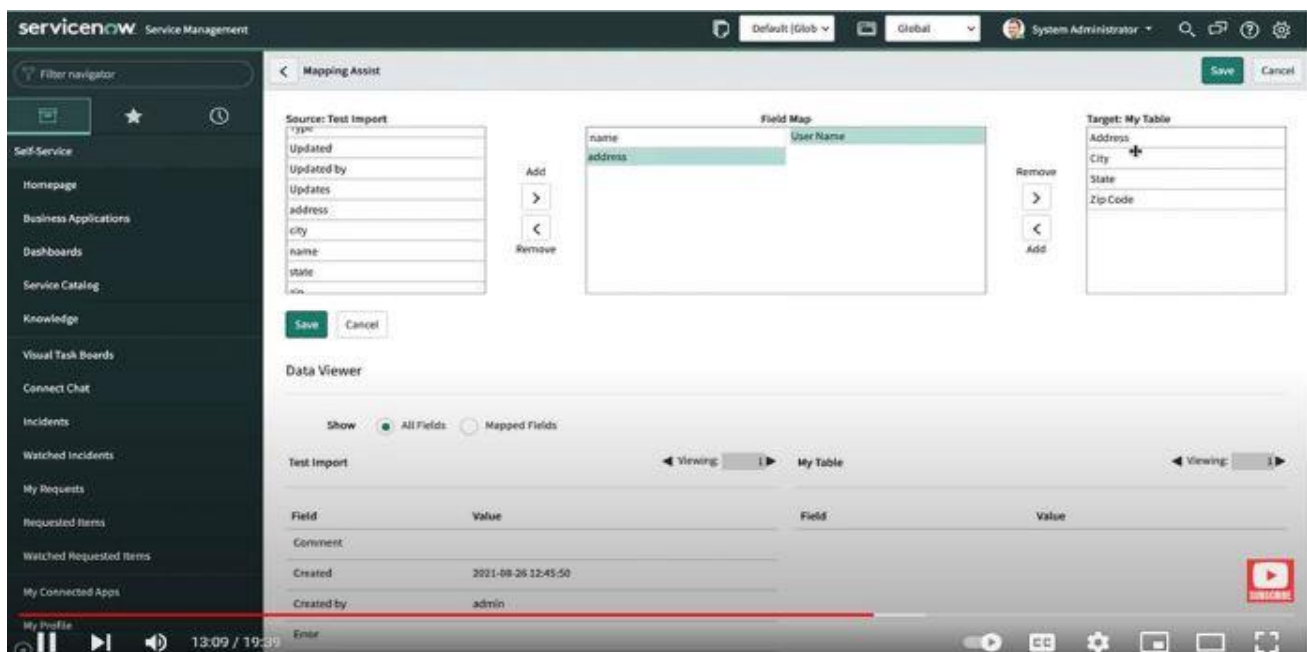 servicenow Service Management
Default (Glob
Global
System Administrator
Filter navigator
Mapping Assist
Save
Cancel
Source: Test Import
Field Map
Target: My Table
Self-Service
Type
Updated
Updated by
Updates
address
city
name
state
zip
Add
Remove
name
User Name
address
Remove
Add
Address
City
State
Zip Code
Homepage
Business Applications
Dashboards
Service Catalog
Knowledge
Visual Task Boards
Connect Chat
Incidents
Watched Incidents
My Requests
Requested Items
Watched Requested Items
My Connected Apps
My Profile
Save
Cancel
Data Viewer
Show
All Fields
Mapped Fields
Test Import
Viewing: 1
My Table
Viewing: 1
Field
Value
Field
Value
Comment
Created
2021-08-26 12:45:50
Created by
admin
Error
SUBSCRIBE
13:09 / 19:39
CC